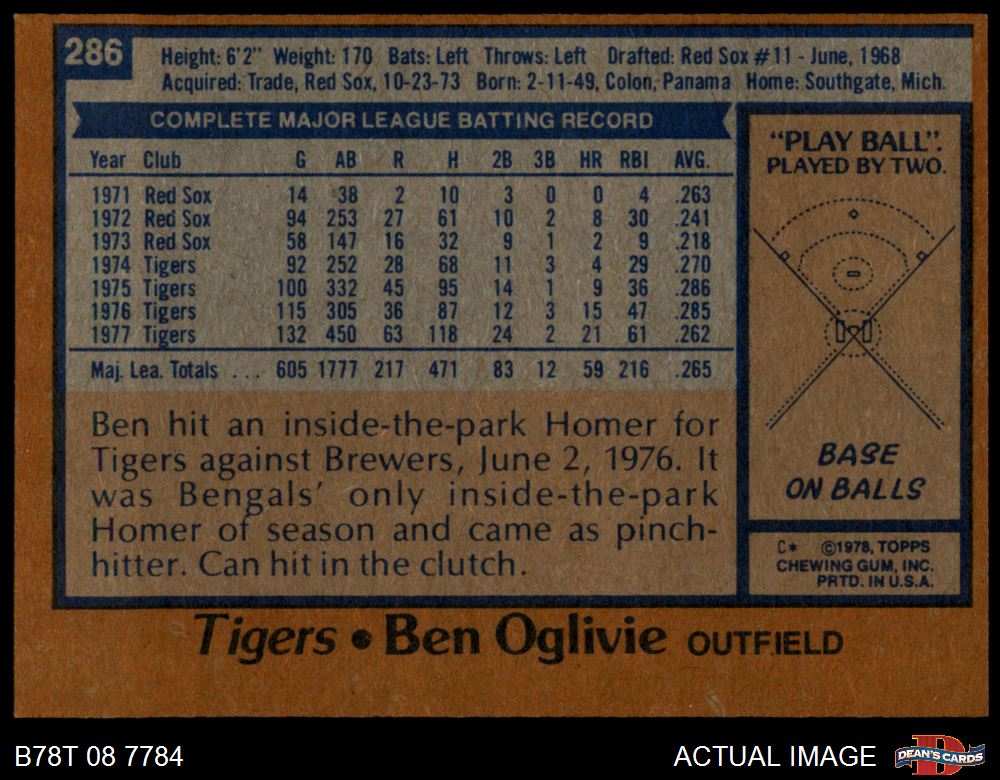 286
Height: 6'2" Weight: 170 Bats: Left Throws: Left Drafted: Red Sox #11 - June, 1968
Acquired: Trade, Red Sox, 10-23-73 Born: 2-11-49, Colon, Panama Home: Southgate, Mich.
COMPLETE MAJOR LEAGUE BATTING RECORD
Year Club G AB R H 2B 3B HR RBI AVG.
1971 Red Sox 14 38 2 10 3 0 0 4 .263
1972 Red Sox 94 253 27 61 10 2 8 30 .241
1973 Red Sox 58 147 16 32 9 1 2 9 .218
1974 Tigers 92 252 28 68 11 3 4 29 .270
1975 Tigers 100 332 45 95 14 1 9 36 .286
1976 Tigers 115 305 36 87 12 3 15 47 .285
1977 Tigers 132 450 63 118 24 2 21 61 .262
Maj. Lea. Totals ... 605 1777 217 471 83 12 59 216 .265
Ben hit an inside-the-park Homer for
Tigers against Brewers, June 2, 1976. It
was Bengals' only inside-the-park
Homer of season and came as pinch-
hitter. Can hit in the clutch.
"PLAY BALL".
PLAYED BY TWO.
BASE
ON BALLS
C* ©1978, TOPPS
CHEWING GUM, INC.
PRTD. IN U.S.A.
Tigers • Ben Oglivie OUTFIELD
B78T 08 7784
ACTUAL IMAGE
D
DEAN'S CARDS